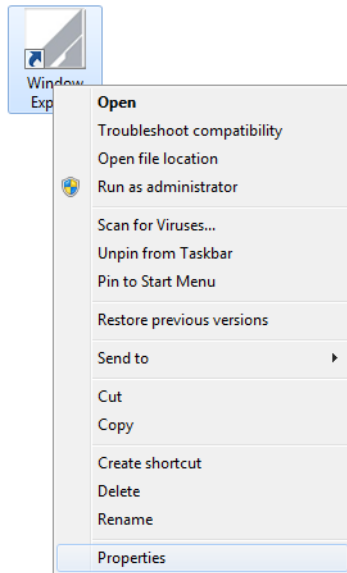 Window
Exp
Open
Troubleshoot compatibility
Open file location
Run as administrator
Scan for Viruses...
Unpin from Taskbar
Pin to Start Menu
Restore previous versions
Send to
Cut
Copy
Create shortcut
Delete
Rename
Properties